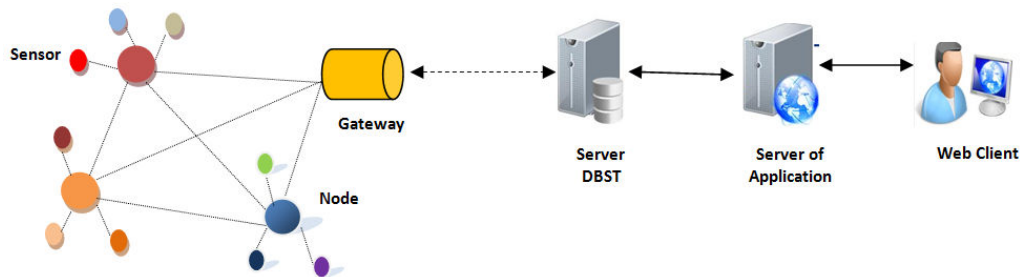 Sensor
Gateway
Node
Server
DBST
Server of
Application
Web Client